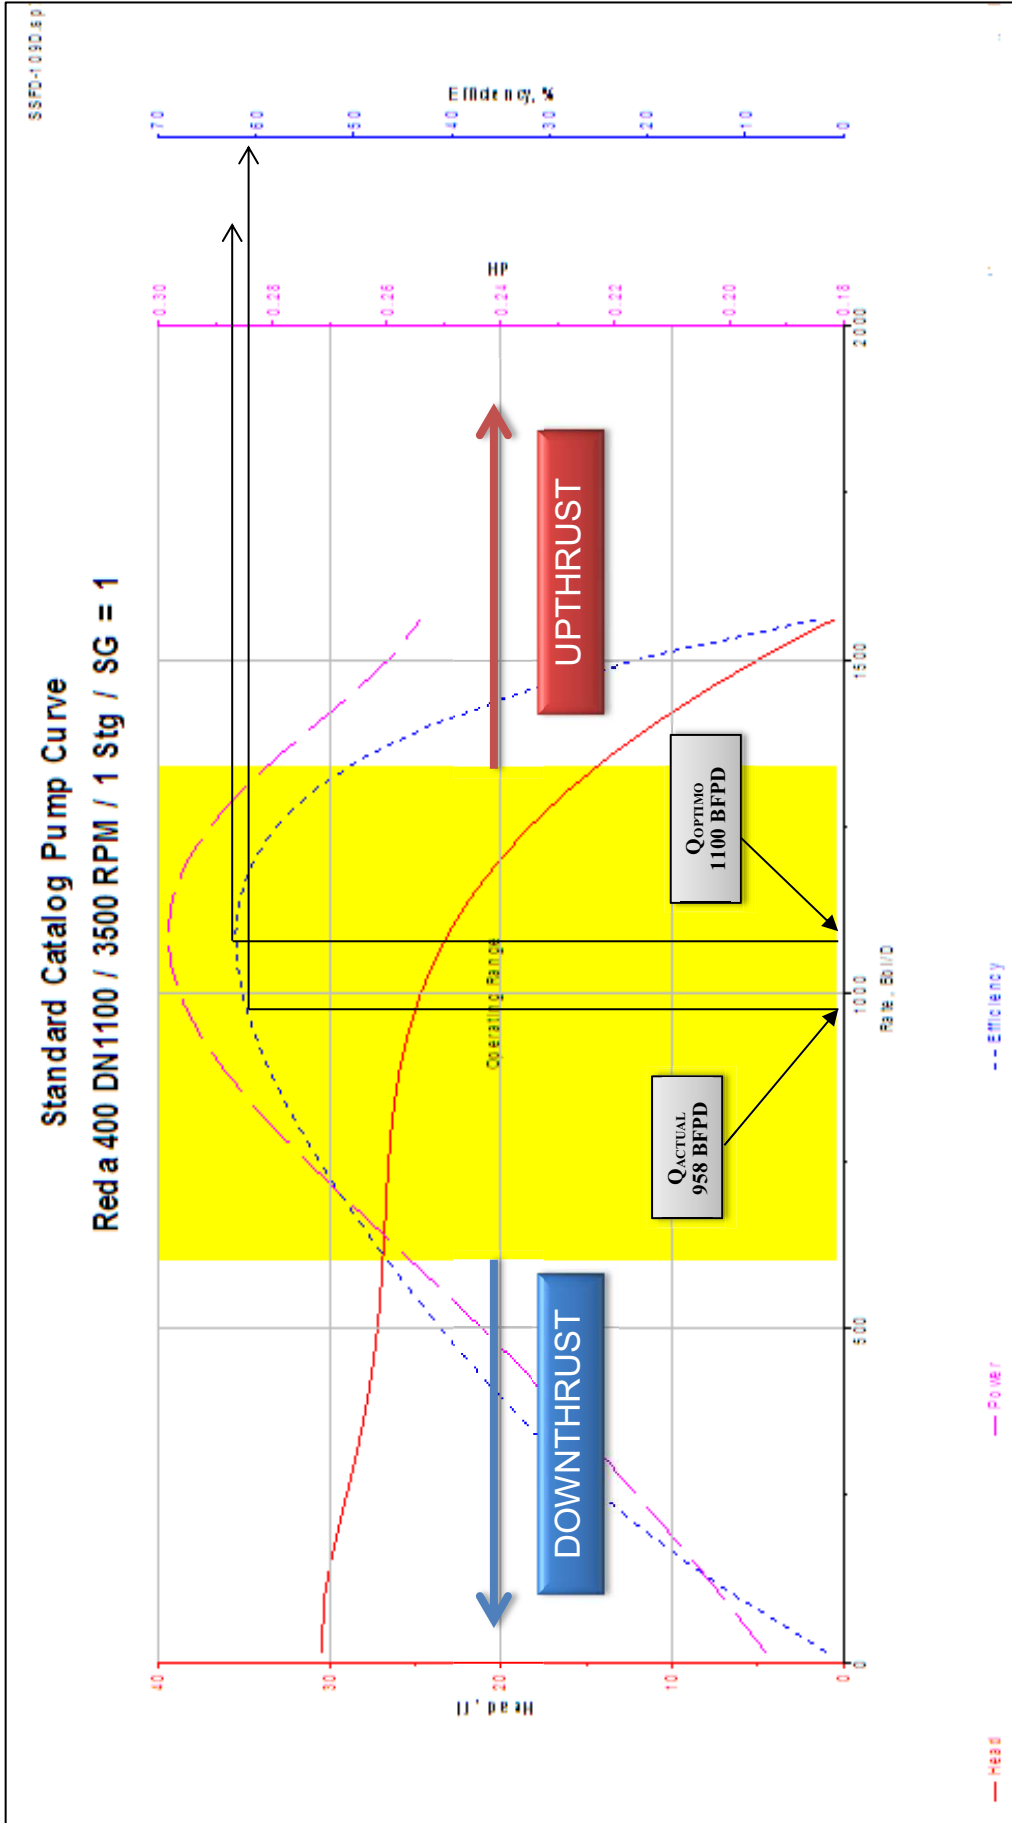 SSFD-109D.sp
Standard Catalog Pump Curve
Reda 400 DN1100 / 3500 RPM / 1 Stg / SG = 1
40
30
20
10
0
Head, ft
0.30
0.28
0.26
0.24
0.22
0.20
0.18
HP
70
60
50
40
30
20
10
0
Efficiency, %
Operating Range
DOWNTHRUST
UPTHRUST
QACTUAL
958 BFPD
QOPTIMO
1100 BFPD
0
500
1000
1500
2000
Rate, Bbl/D
Head
Power
Efficiency